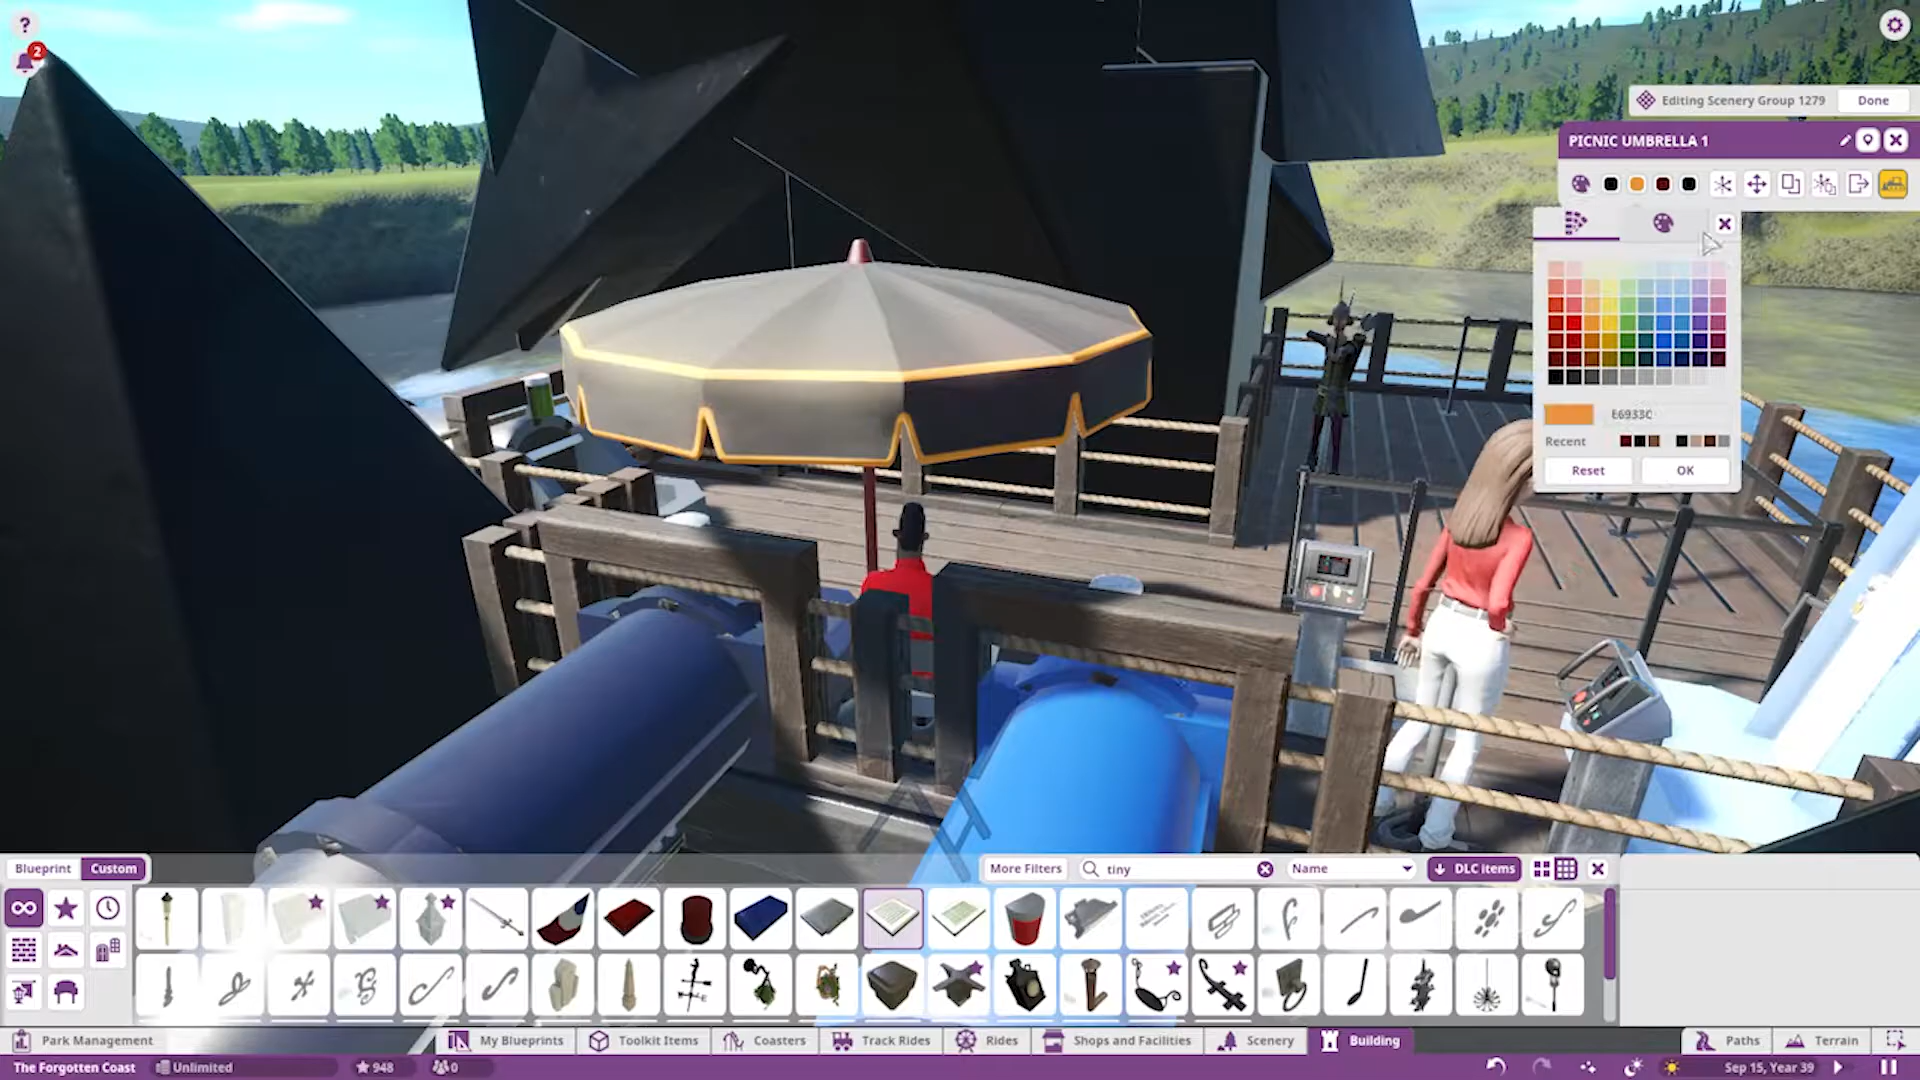 ?
2
Editing Scenery Group 1279 Done
PICNIC UMBRELLA 1
E6933C
Recent
Reset OK
Blueprint Custom
More Filters tiny Name DLC items
Park Management My Blueprints Toolkit Items Coasters Track Rides Rides Shops and Facilities Scenery Building Paths Terrain
The Forgotten Coast Unlimited 948 0 Sep 15, Year 39